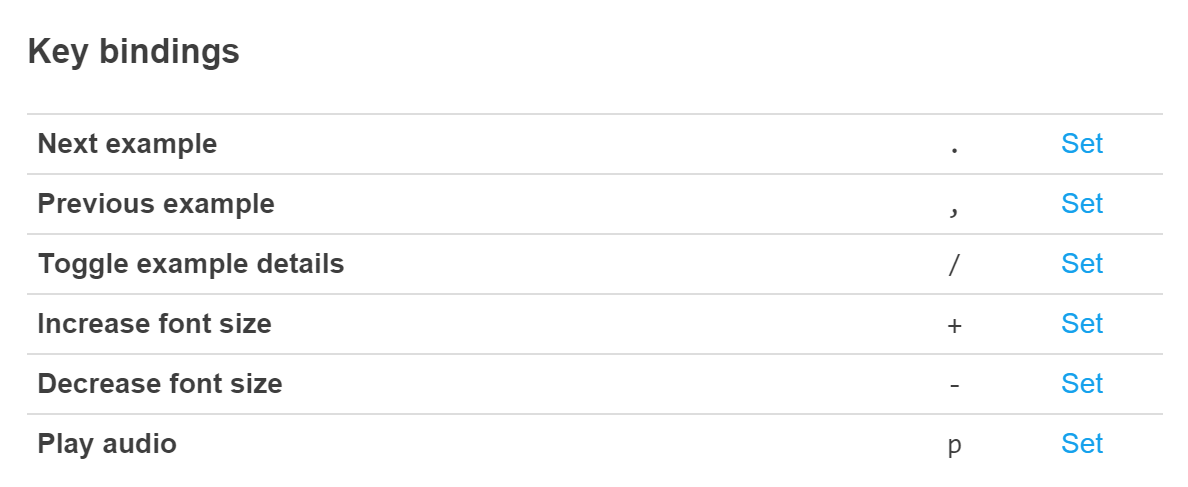 Key bindings
Next example . Set
Previous example , Set
Toggle example details / Set
Increase font size + Set
Decrease font size - Set
Play audio p Set